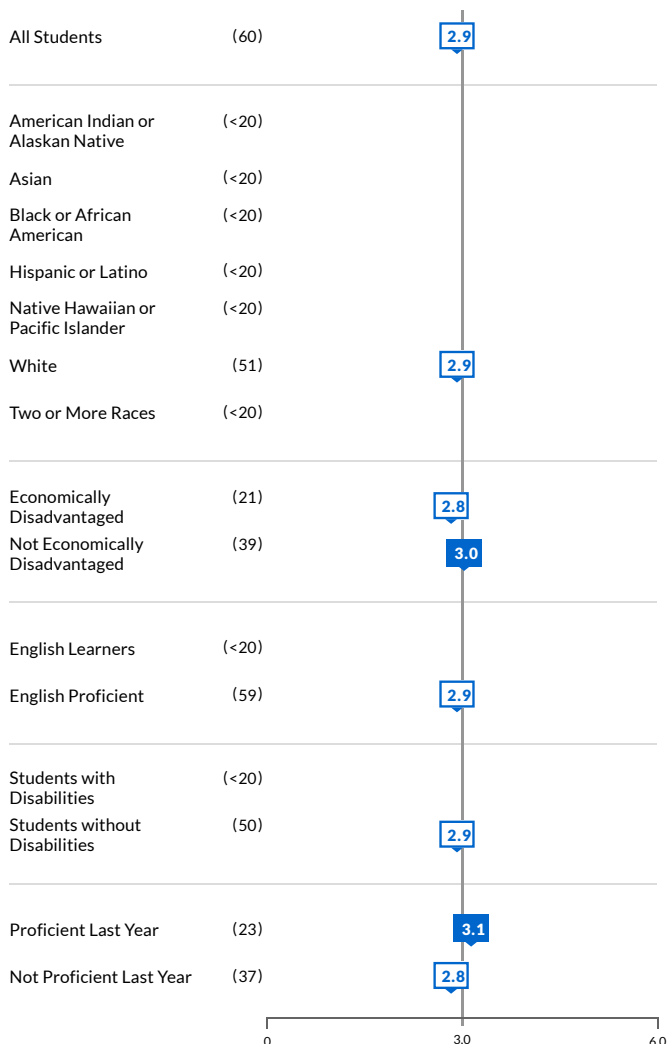 All Students (60) 2.9
American Indian or (<20)
Alaskan Native
Asian (<20)
Black or African (<20)
American
Hispanic or Latino (<20)
Native Hawaiian or (<20)
Pacific Islander
White (51) 2.9
Two or More Races (<20)
Economically (21) 2.8
Disadvantaged
Not Economically (39) 3.0
Disadvantaged
English Learners (<20)
English Proficient (59) 2.9
Students with (<20)
Disabilities
Students without (50) 2.9
Disabilities
Proficient Last Year (23) 3.1
Not Proficient Last Year (37) 2.8
0 3.0 6.0